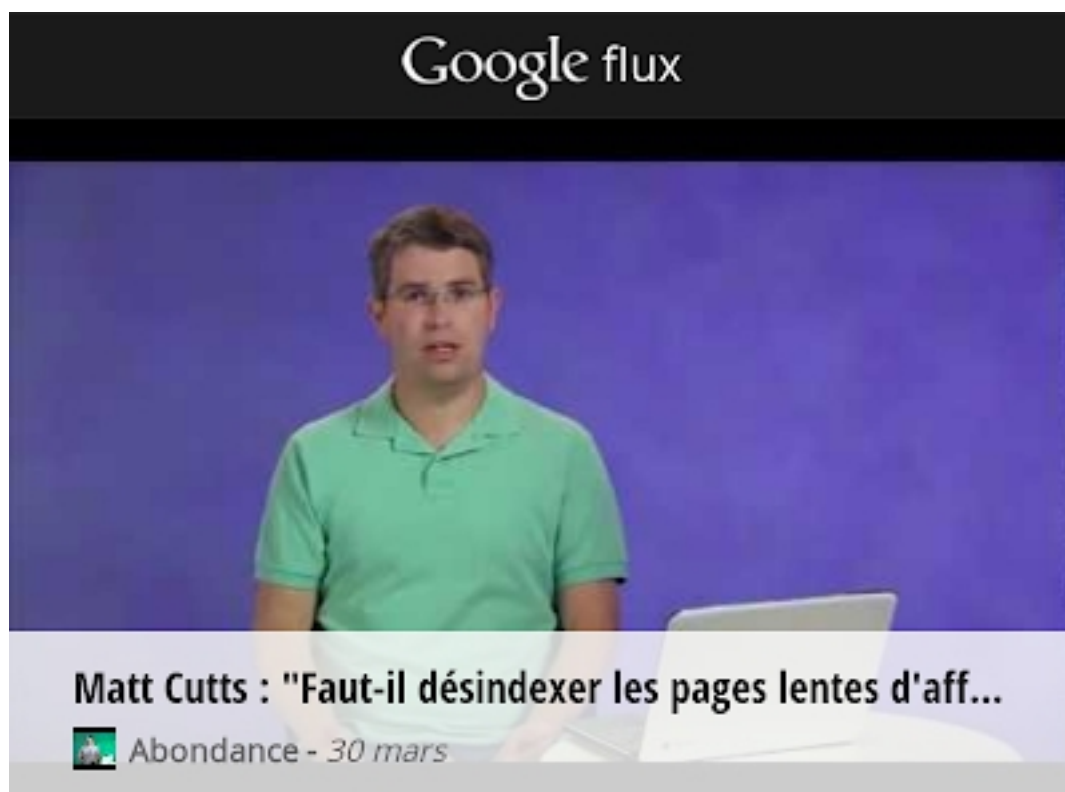 Google flux
Matt Cutts : "Faut-il désindexer les pages lentes d'aff...
Abondance - 30 mars